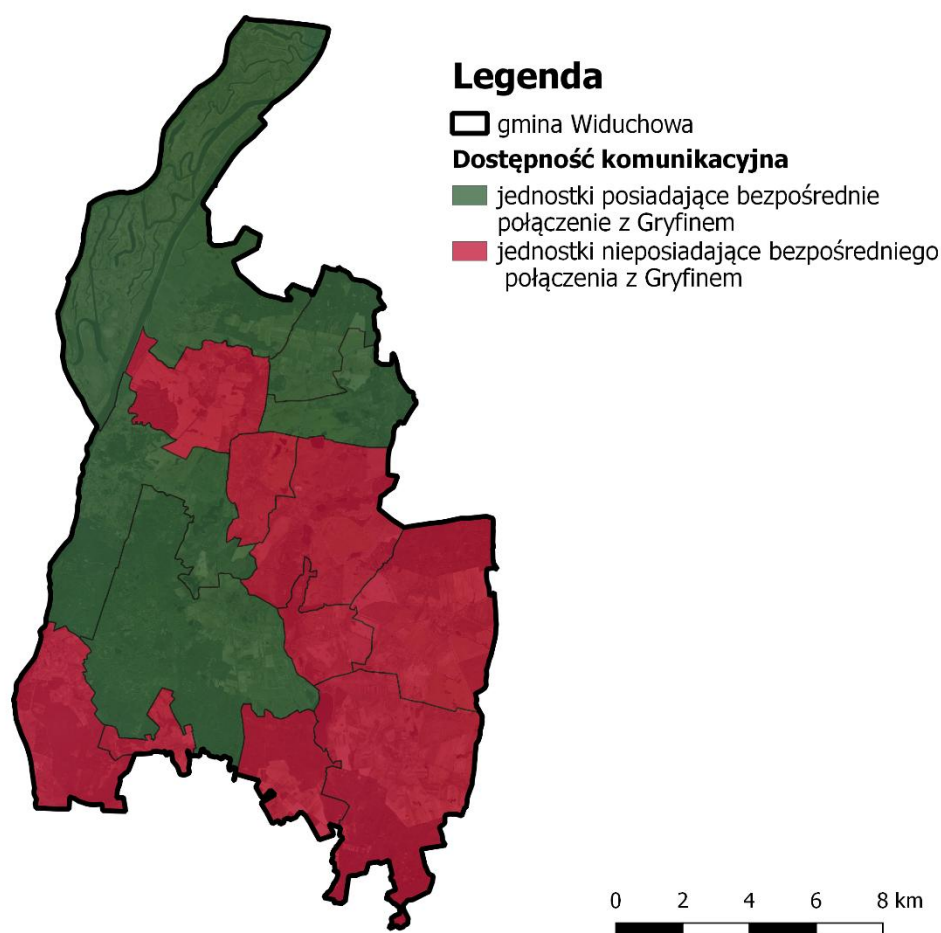 Legenda
gmina Widuchowa
Dostępność komunikacyjna
jednostki posiadające bezpośrednie
połączenie z Gryfinem
jednostki nieposiadające bezpośredniego
połączenia z Gryfinem
0 2 4 6 8 km